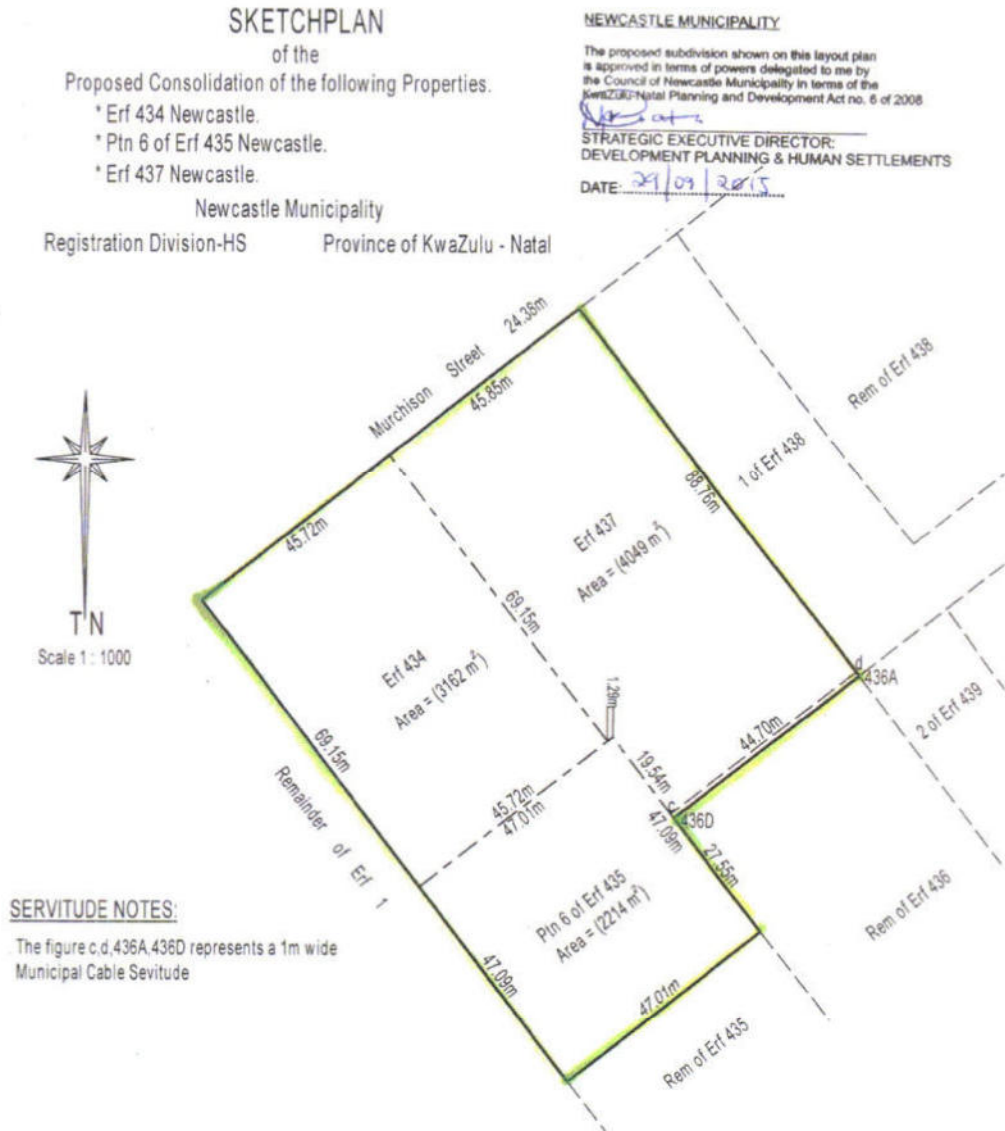 SKETCHPLAN
of the
Proposed Consolidation of the following Properties.
* Erf 434 Newcastle.
* Ptn 6 of Erf 435 Newcastle.
* Erf 437 Newcastle.
Newcastle Municipality
Registration Division-HS Province of KwaZulu - Natal
NEWCASTLE MUNICIPALITY
The proposed subdivision shown on this layout plan
is approved in terms of powers delegated to me by
the Council of Newcastle Municipality in terms of the
KwaZulu-Natal Planning and Development Act no. 6 of 2008
STRATEGIC EXECUTIVE DIRECTOR:
DEVELOPMENT PLANNING & HUMAN SETTLEMENTS
DATE: 29/09/2015
Murchison Street 24.38m
45.85m
45.72m
Rem of Erf 438
1 of Erf 438
88.76m
Erf 437
Area = (4049 m²)
69.15m
T N
Scale 1 : 1000
Erf 434
Area = (3162 m²)
1.29m
d
436A
2 of Erf 439
44.70m
69.15m
19.54m
45.72m
47.01m
c
436D
47.09m
27.55m
Remainder of Erf 1
Ptn 6 of Erf 435
Area = (2214 m²)
Rem of Erf 436
SERVITUDE NOTES:
The figure c,d,436A,436D represents a 1m wide
Municipal Cable Sevitude
47.09m
47.01m
Rem of Erf 435